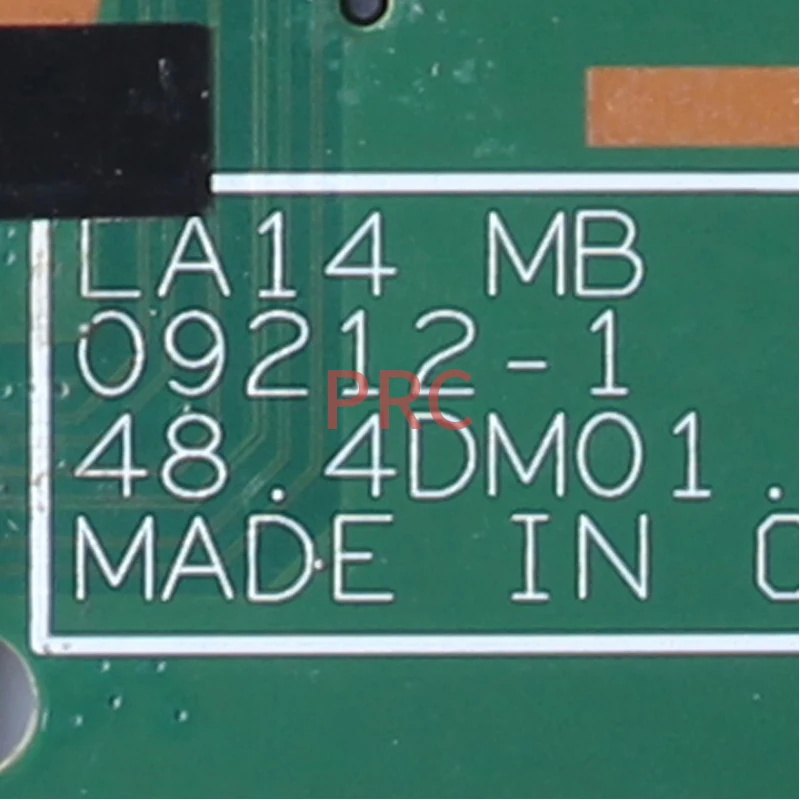 LA14 MB
09212-1
PRC
48.4DM01.
MADE IN